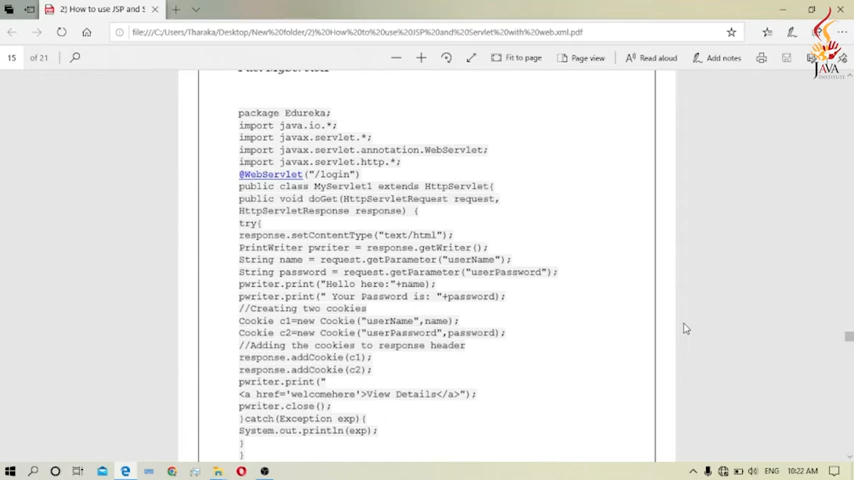 2) How to use JSP and S
file:///C:/Users/Tharaka/Desktop/New%20folder/2)%20How%20to%20use%20JSP%20and%20Servlet%20with%20web.xml.pdf
15 of 21
Fit to page
Page view
Read aloud
Add notes
JAVA
INSTITUTE
package Edureka;
import java.io.*;
import javax.servlet.*;
import javax.servlet.annotation.WebServlet;
import javax.servlet.http.*;
@WebServlet("/login")
public class MyServlet1 extends HttpServlet{
public void doGet(HttpServletRequest request,
HttpServletResponse response) {
try{
response.setContentType("text/html");
PrintWriter pwriter = response.getWriter();
String name = request.getParameter("userName");
String password = request.getParameter("userPassword");
pwriter.print("Hello here:"+name);
pwriter.print(" Your Password is: "+password);
//Creating two cookies
Cookie c1=new Cookie("userName",name);
Cookie c2=new Cookie("userPassword",password);
//Adding the cookies to response header
response.addCookie(c1);
response.addCookie(c2);
pwriter.print("
<a href='welcomehere'>View Details</a>");
pwriter.close();
}catch(Exception exp){
System.out.println(exp);
}
}
ENG
10:22 AM